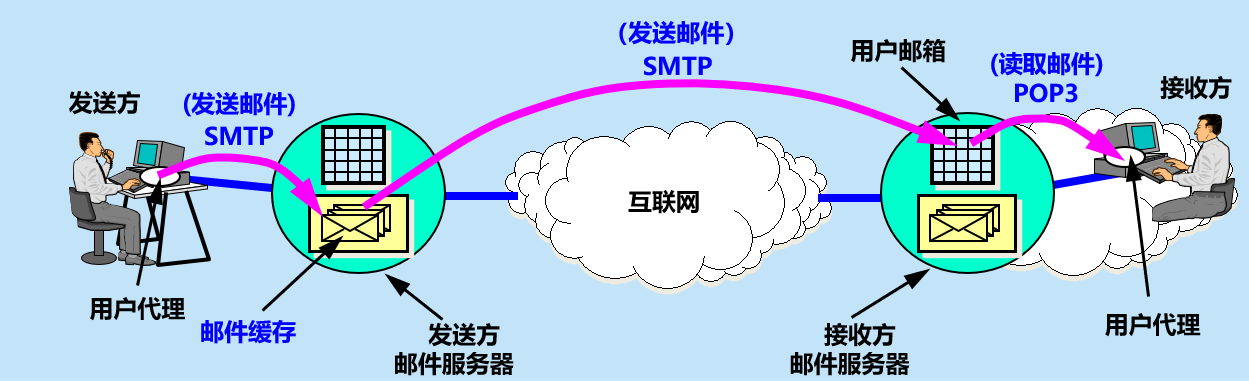 (发送邮件)
SMTP
用户邮箱
(读取邮件)
POP3
接收方
发送方
(发送邮件)
SMTP
互联网
用户代理
邮件缓存
发送方
邮件服务器
接收方
邮件服务器
用户代理